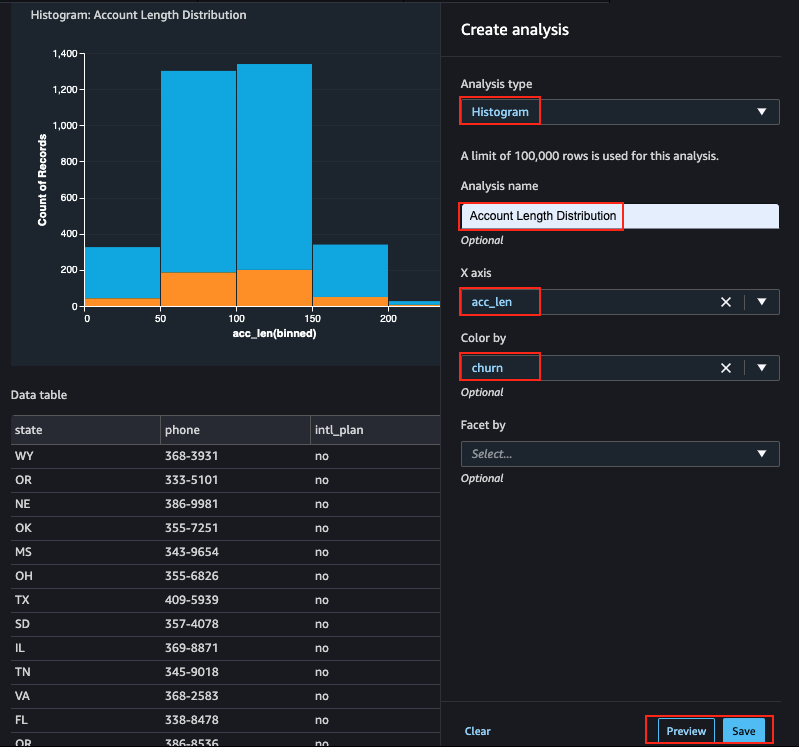 Histogram: Account Length Distribution
1,400
1,200
1,000
800
600
400
200
0
Count of Records
0 50 100 150 200
acc_len(binned)
Data table
state phone intl_plan
WY 368-3931 no
OR 333-5101 no
NE 386-9981 no
OK 355-7251 no
MS 343-9654 no
OH 355-6826 no
TX 409-5939 no
SD 357-4078 no
IL 369-8871 no
TN 345-9018 no
VA 368-2583 no
FL 338-8478 no
OR 386-8536 no
Create analysis
Analysis type
Histogram
A limit of 100,000 rows is used for this analysis.
Analysis name
Account Length Distribution
Optional
X axis
acc_len
Color by
churn
Optional
Facet by
Select...
Optional
Clear Preview Save